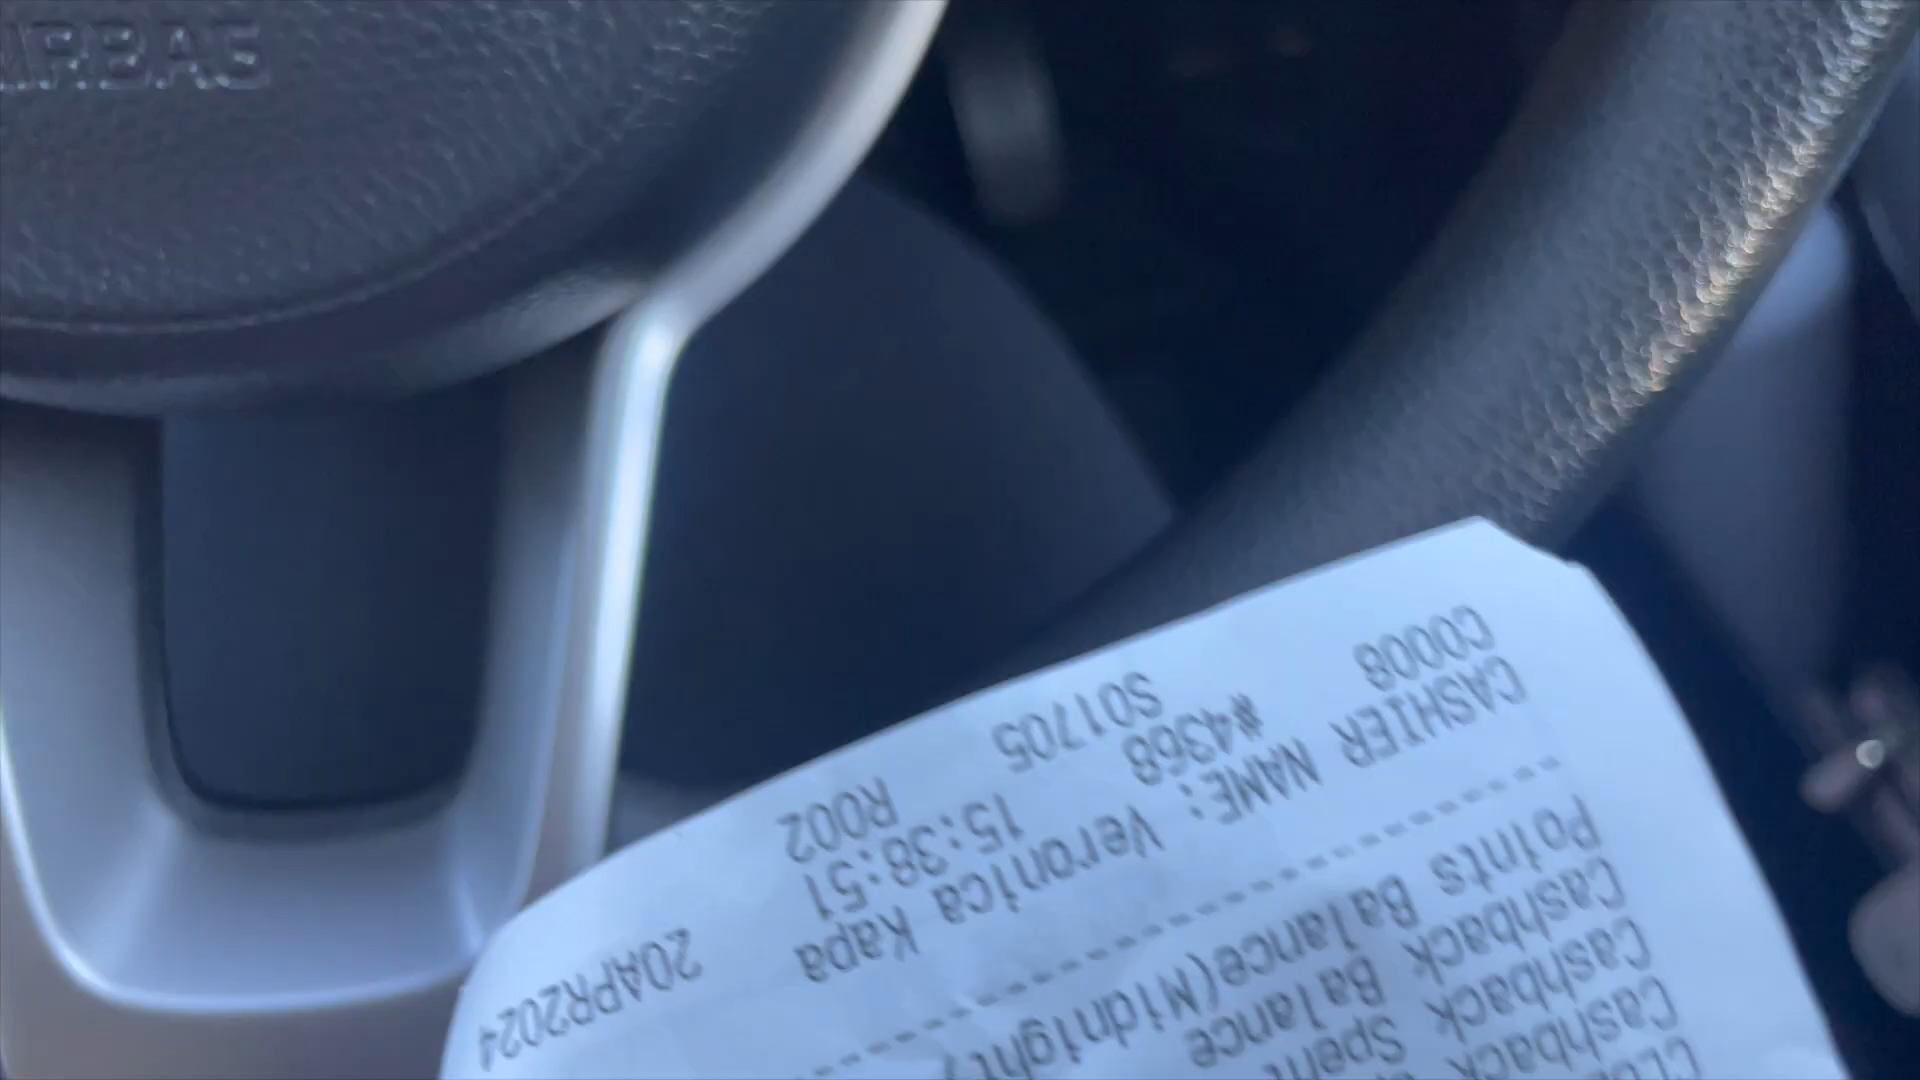 AIRBAG
Cashback
Cashback Spent
Cashback Balance
Points Balance(Midnight)
CASHIER NAME: Veronica Kapa
C0008 #4368 15:38:51 20APR2024
S01705 R002